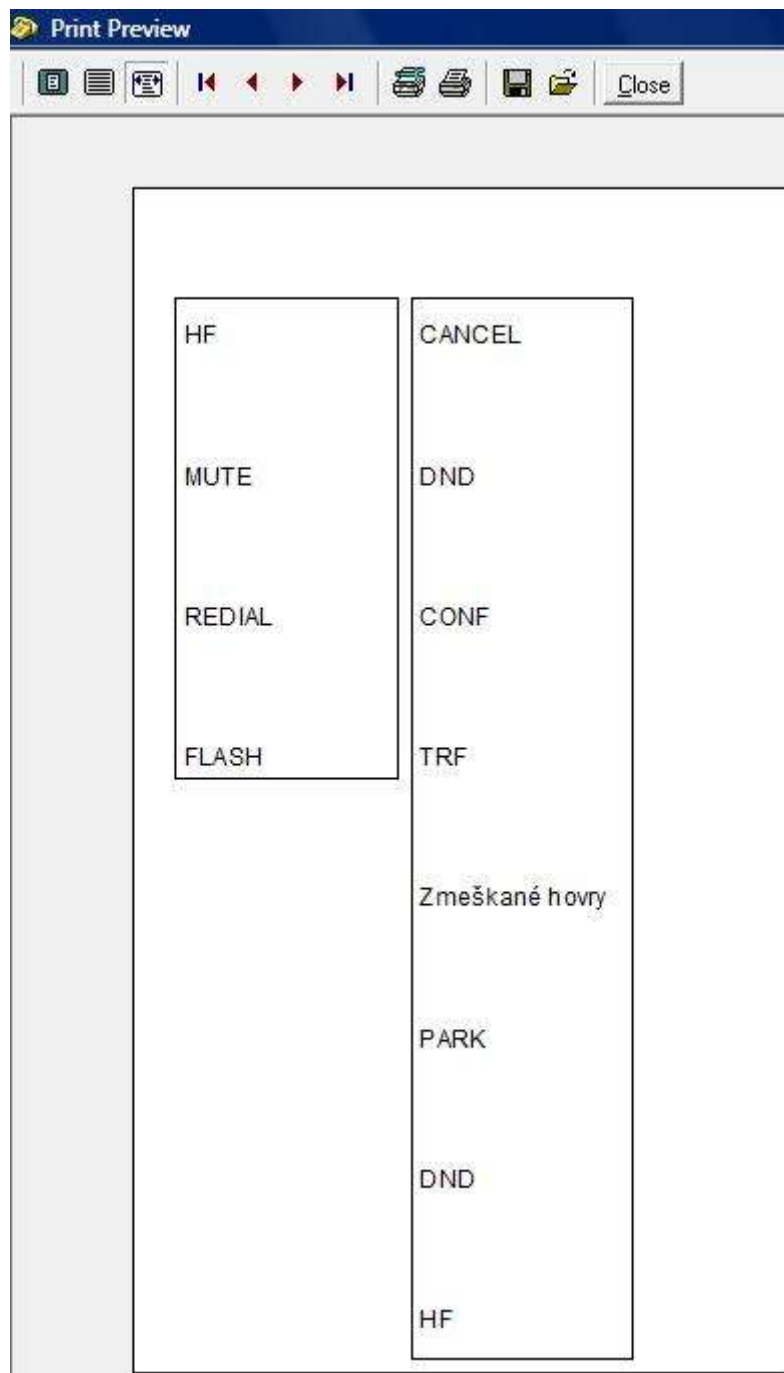 Print Preview
Close
HF
MUTE
REDIAL
FLASH
CANCEL
DND
CONF
TRF
Zmeškané hovry
PARK
DND
HF